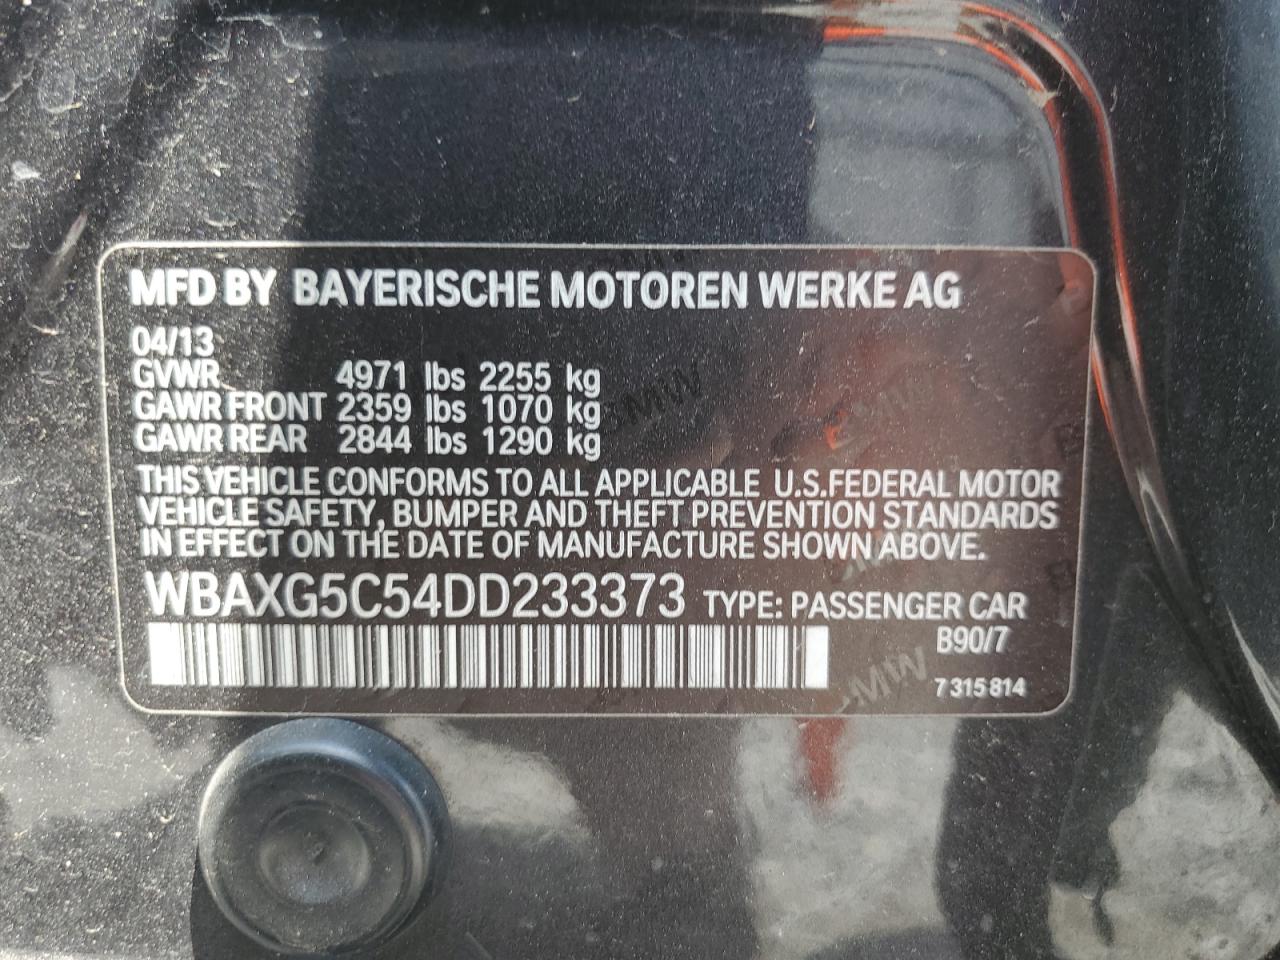 MFD BY BAYERISCHE MOTOREN WERKE AG
04/13
GVWR 4971 lbs 2255 kg
GAWR FRONT 2359 lbs 1070 kg
GAWR REAR 2844 lbs 1290 kg
THIS VEHICLE CONFORMS TO ALL APPLICABLE U.S.FEDERAL MOTOR
VEHICLE SAFETY, BUMPER AND THEFT PREVENTION STANDARDS
IN EFFECT ON THE DATE OF MANUFACTURE SHOWN ABOVE.
WBAXG5C54DD233373 TYPE: PASSENGER CAR
B90/7
7 315 814